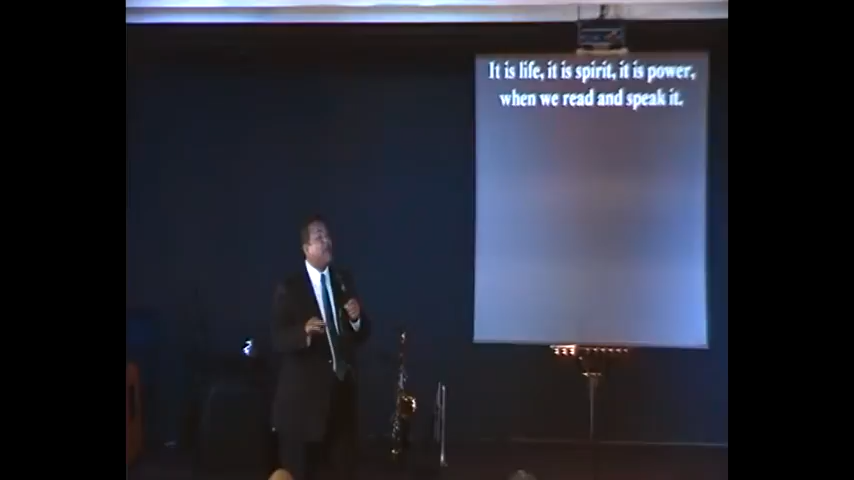 It is life, it is spirit, it is power,
when we read and speak it.